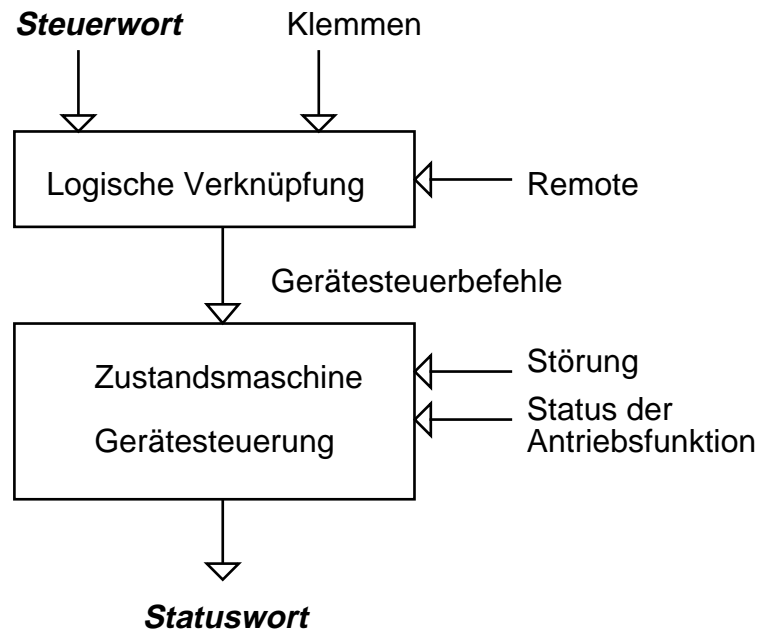 Steuerwort
Klemmen
Logische Verknüpfung
Remote
Gerätesteuerbefehle
Zustandsmaschine
Gerätesteuerung
Störung
Status der
Antriebsfunktion
Statuswort